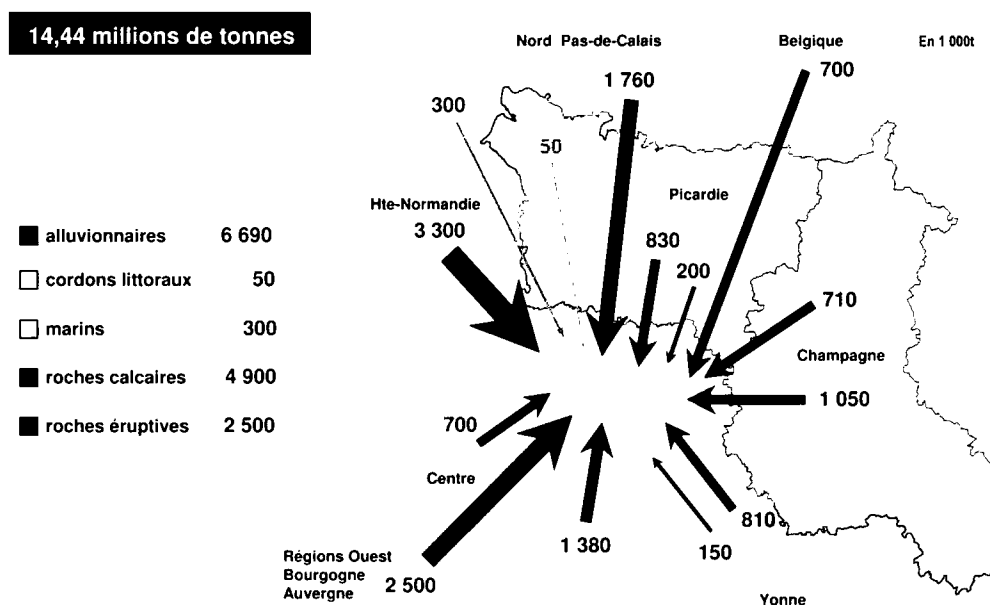 14,44 millions de tonnes
Nord Pas-de-Calais
Belgique
En 1 000t
1 760
700
300
50
Picardie
Hte-Normandie
3 300
830
200
710
Champagne
1 050
alluvionnaires 6 690
cordons littoraux 50
marins 300
roches calcaires 4 900
roches éruptives 2 500
700
Centre
810
150
1 380
Régions Ouest
Bourgogne
Auvergne
2 500
Yonne